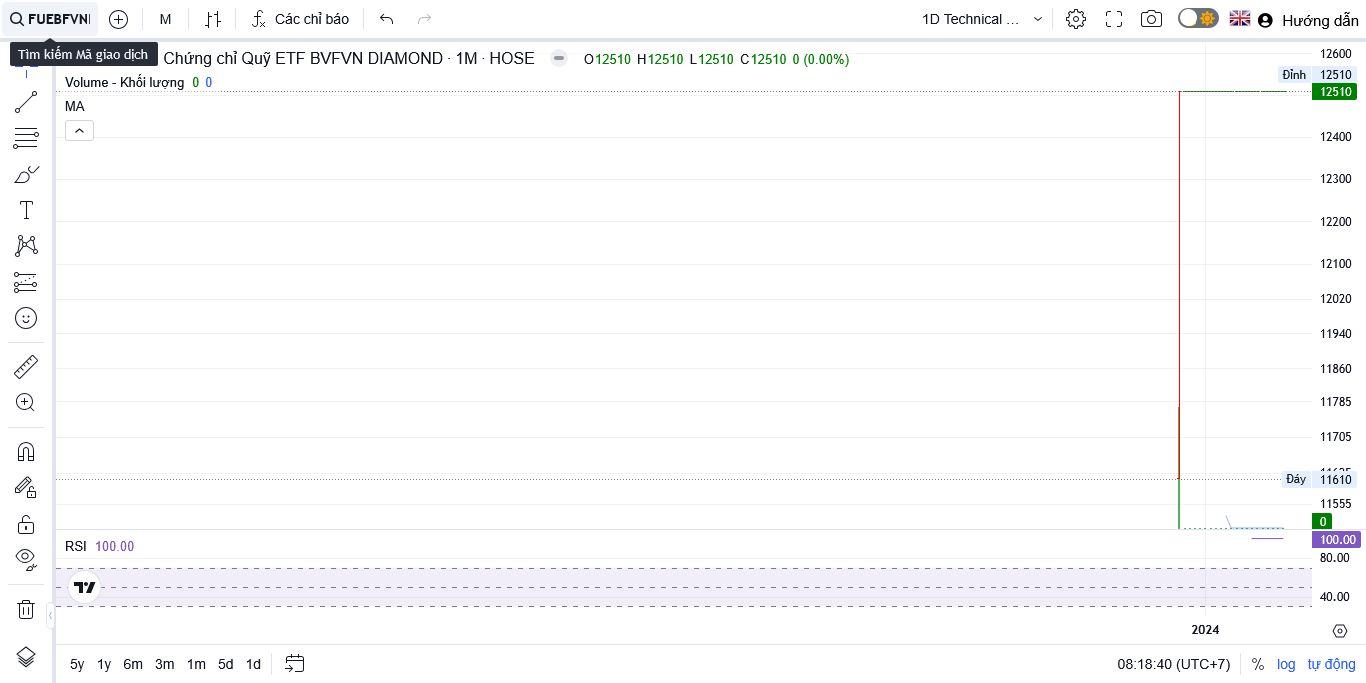 FUEBFVN
M
Các chỉ báo
1D Technical ...
Hướng dẫn
Tìm kiếm Mã giao dịch
Chứng chỉ Quỹ ETF BVFVN DIAMOND · 1M · HOSE
O12510 H12510 L12510 C12510 0 (0.00%)
Volume - Khối lượng 0 0
MA
12600
Đỉnh 12510
12510
12400
12300
12200
12100
12020
11940
11860
11785
11705
Đáy 11610
11555
0
RSI 100.00
100.00
80.00
40.00
2024
5y 1y 6m 3m 1m 5d 1d
08:18:40 (UTC+7) % log tự động